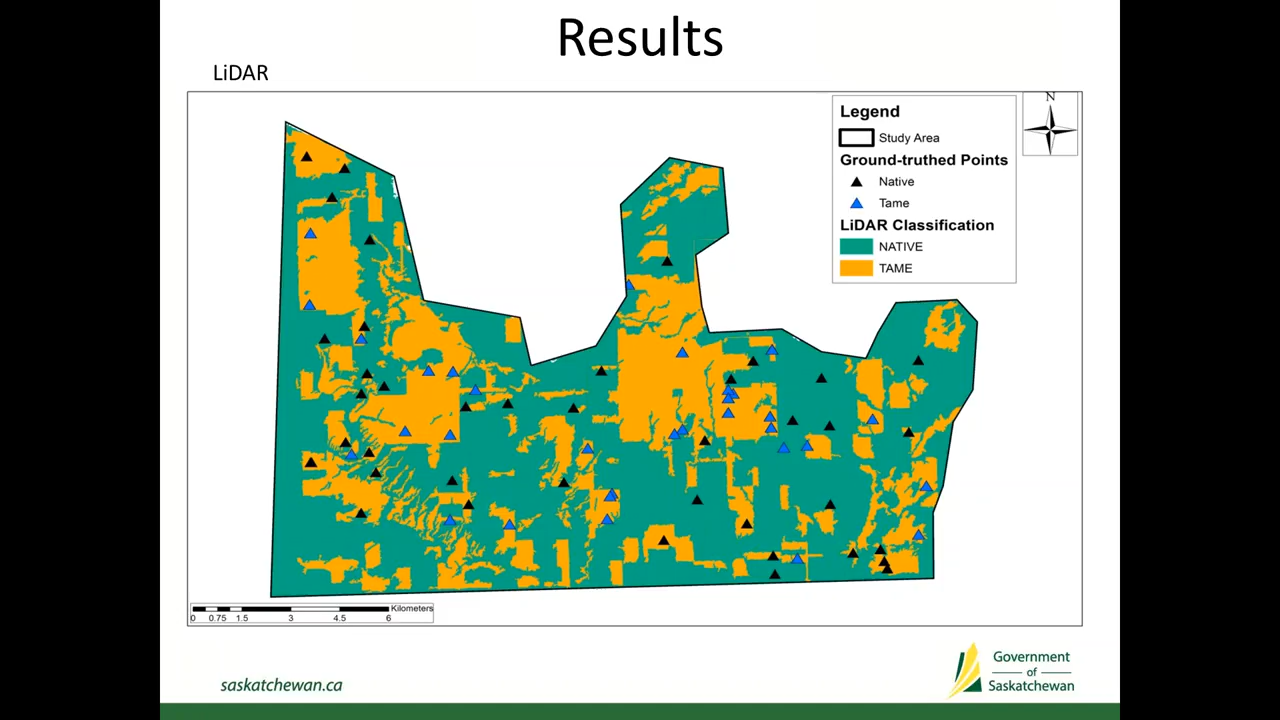 Results
LiDAR
N
Legend
Study Area
Ground-truthed Points
Native
Tame
LiDAR Classification
NATIVE
TAME
Kilometers
0 0.75 1.5 3 4.5 6
saskatchewan.ca
Government
of
Saskatchewan